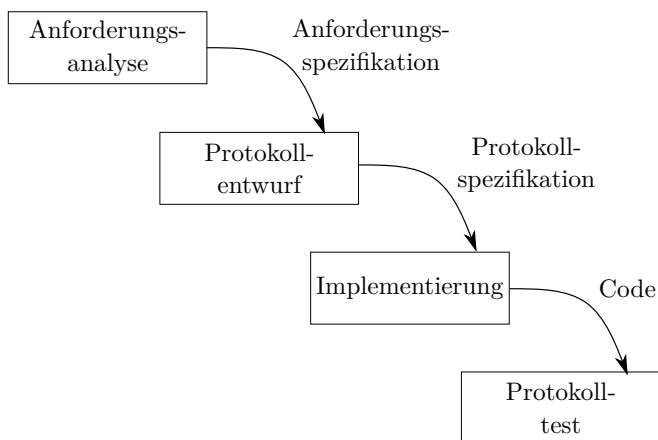 Anforderungs-
analyse
Anforderungs-
spezifikation
Protokoll-
entwurf
Protokoll-
spezifikation
Implementierung
Code
Protokoll-
test